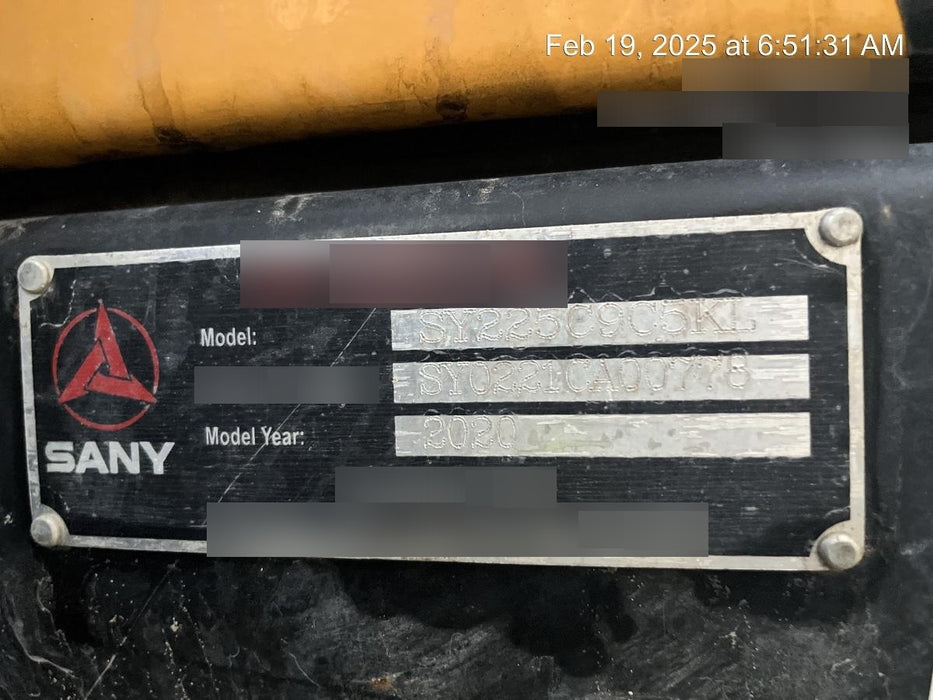 Feb 19, 2025 at 6:51:31 AM
Model: SY225C9C5KL
SY0221CA00778
Model Year: 2020
SANY